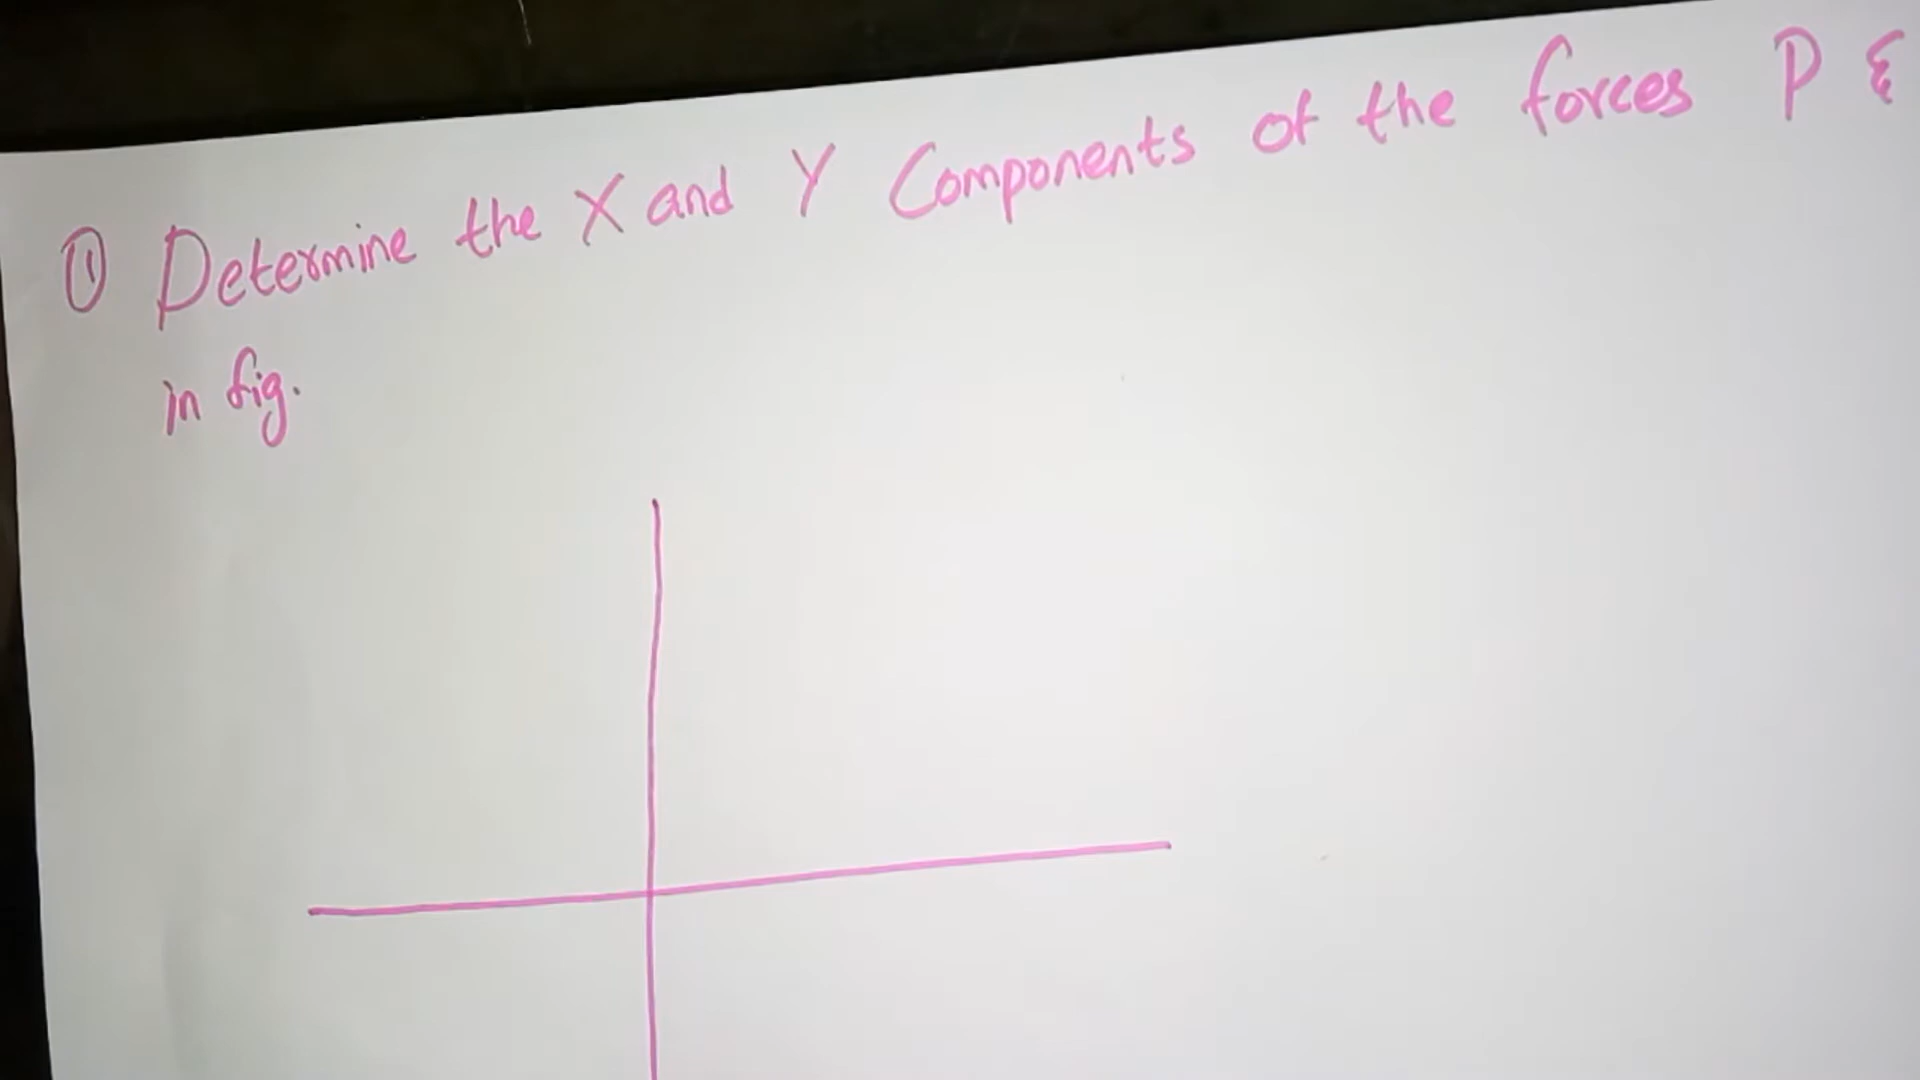 ① Determine the X and Y Components of the forces P &
in fig.